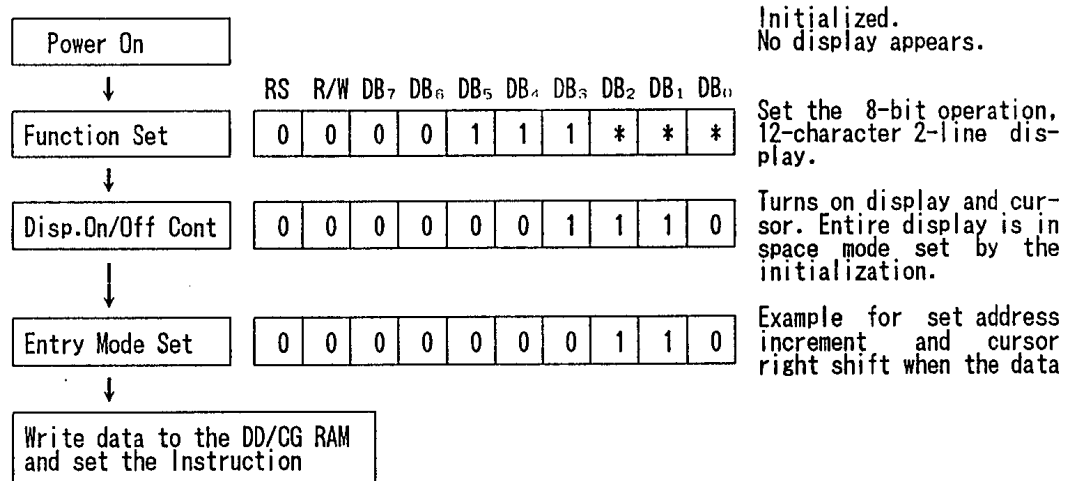 Initialized.
Power On
No display appears.
↓
RS R/W DB₇ DB₆ DB₅ DB₄ DB₃ DB₂ DB₁ DB₀
Function Set 0 0 0 0 1 1 1 * * *
Set the 8-bit operation,
12-character 2-line dis-
play.
↓
Disp.On/Off Cont 0 0 0 0 0 0 1 1 1 0
Turns on display and cur-
sor. Entire display is in
space mode set by the
initialization.
↓
Entry Mode Set 0 0 0 0 0 0 0 1 1 0
Example for set address
increment and cursor
right shift when the data
↓
Write data to the DD/CG RAM
and set the Instruction